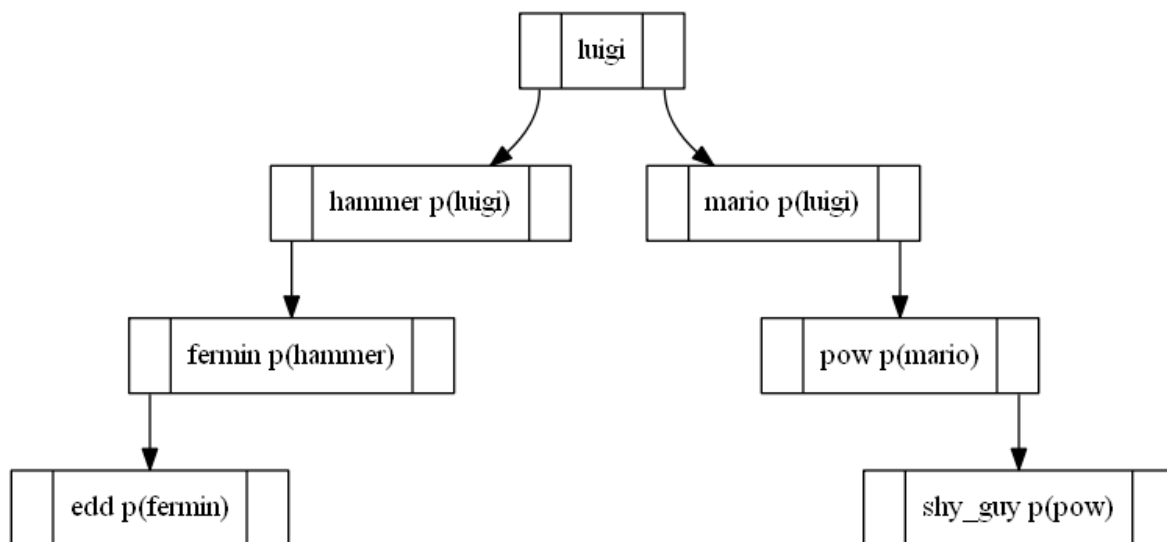 luigi
hammer p(luigi)
mario p(luigi)
fermin p(hammer)
pow p(mario)
edd p(fermin)
shy_guy p(pow)